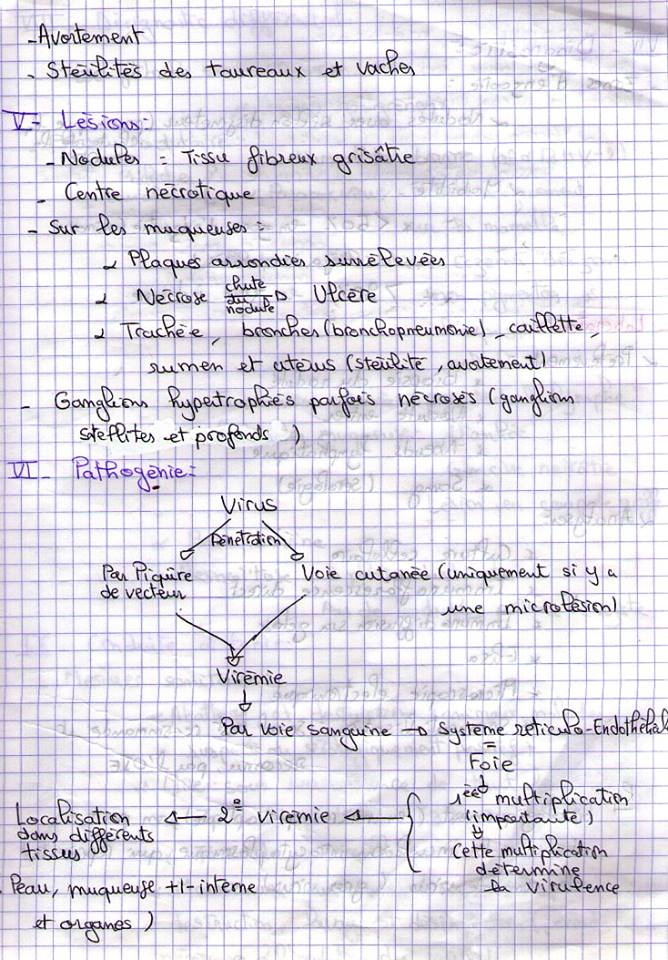 - Avortement
- Stérilités des taureaux et vaches
V- Lésions:
- Nodules = Tissu fibreux grisâtre
- Centre nécrotique
- Sur les muqueuses:
Plaques arrondies surrélevées
Nécrose chute du nodule → Ulcère
Trachée, bronches (bronchopneumonie), caillette,
rumen et utérus (stérilité, avortement)
- Ganglions hypertrophiés parfois nécrosés (ganglions
stellites et profonds )
VI- Pathogénie:
Virus
Pénétration
Par Piqûre
de vecteur
Voie cutanée (uniquement si y a
une microlésion)
Virémie
Par voie sanguine → Système réticulo-Endothélial
=
Foie
1ère multiplication
(importante)
Cette multiplication
détermine
la virulence
2e virémie
Localisation
dans différents
tissus
Peau, muqueuse +/- interne
et organes )